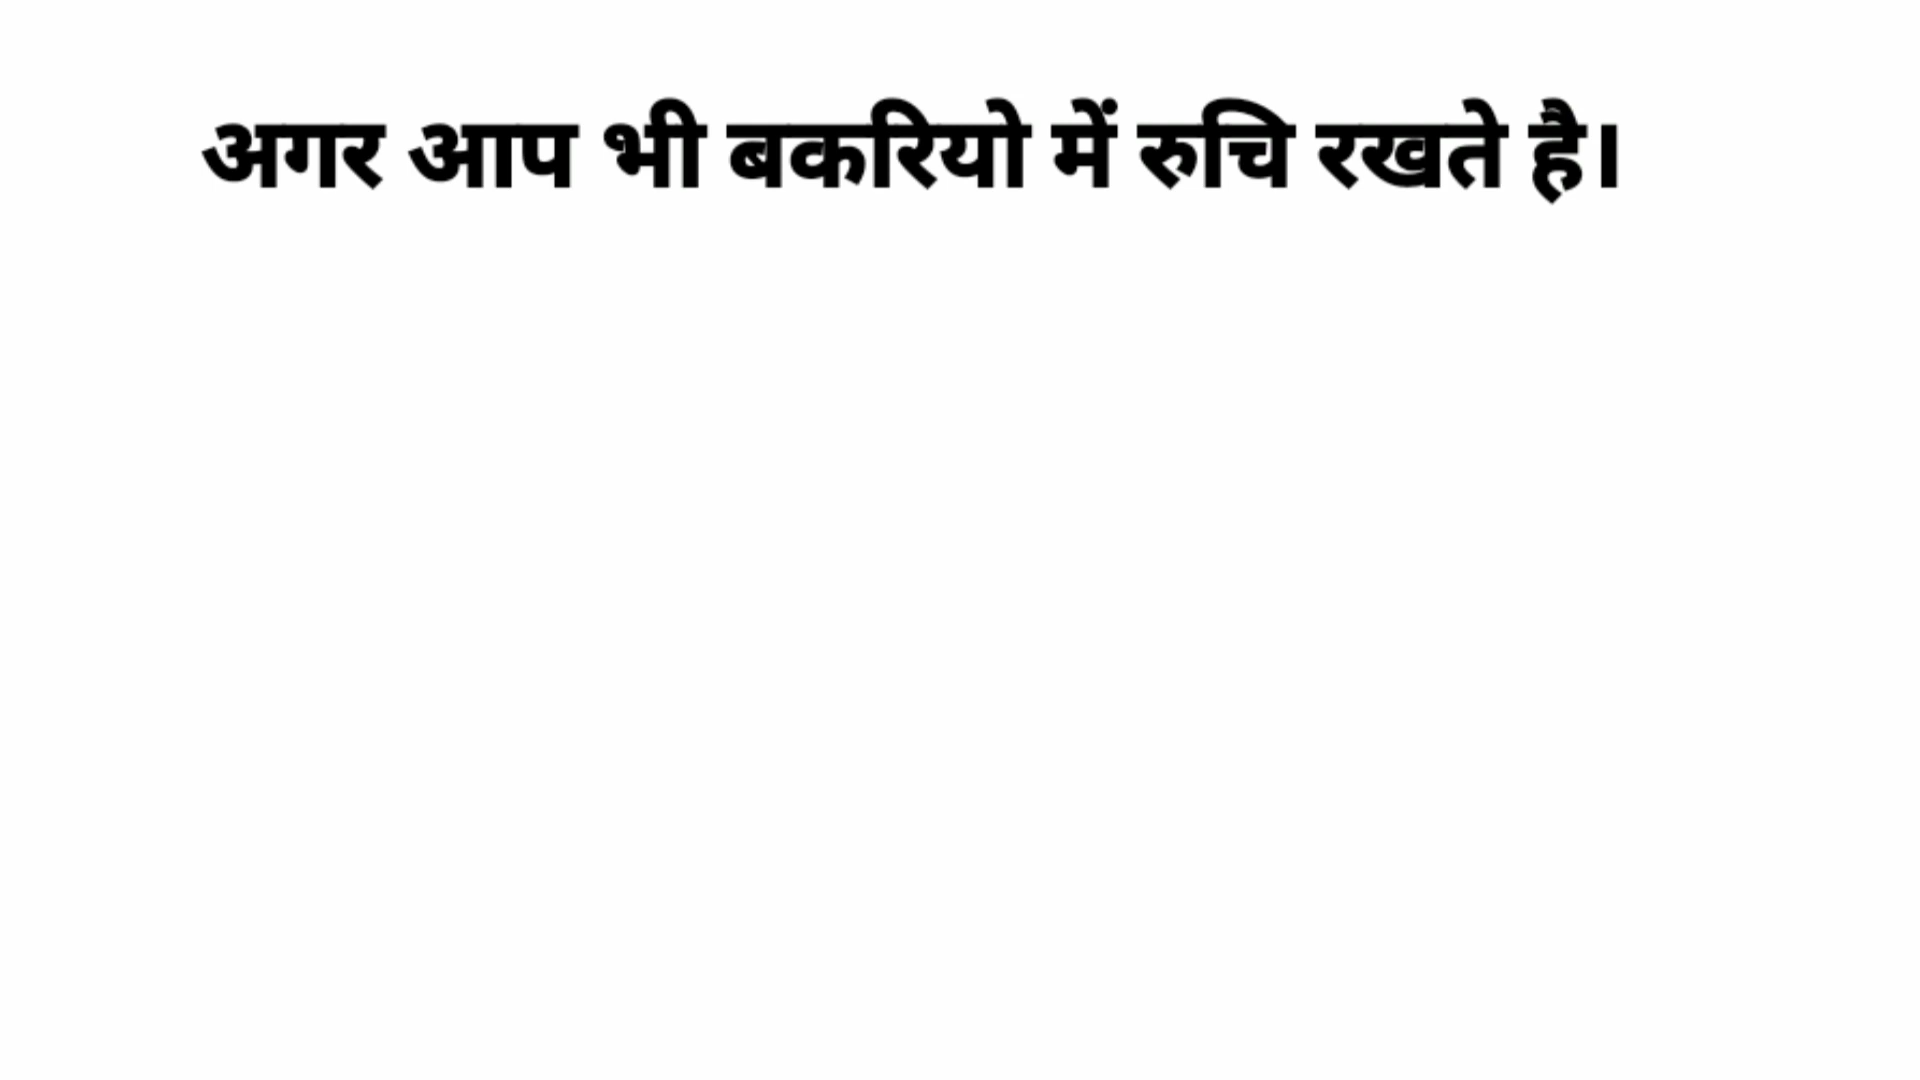 अगर आप भी बकरियो में रुचि रखते है।